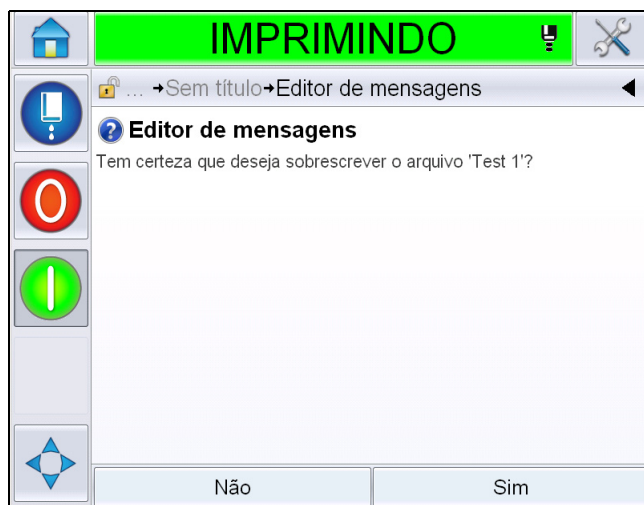 IMPRIMINDO
... →Sem título→Editor de mensagens
Editor de mensagens
Tem certeza que deseja sobrescrever o arquivo 'Test 1'?
Não
Sim